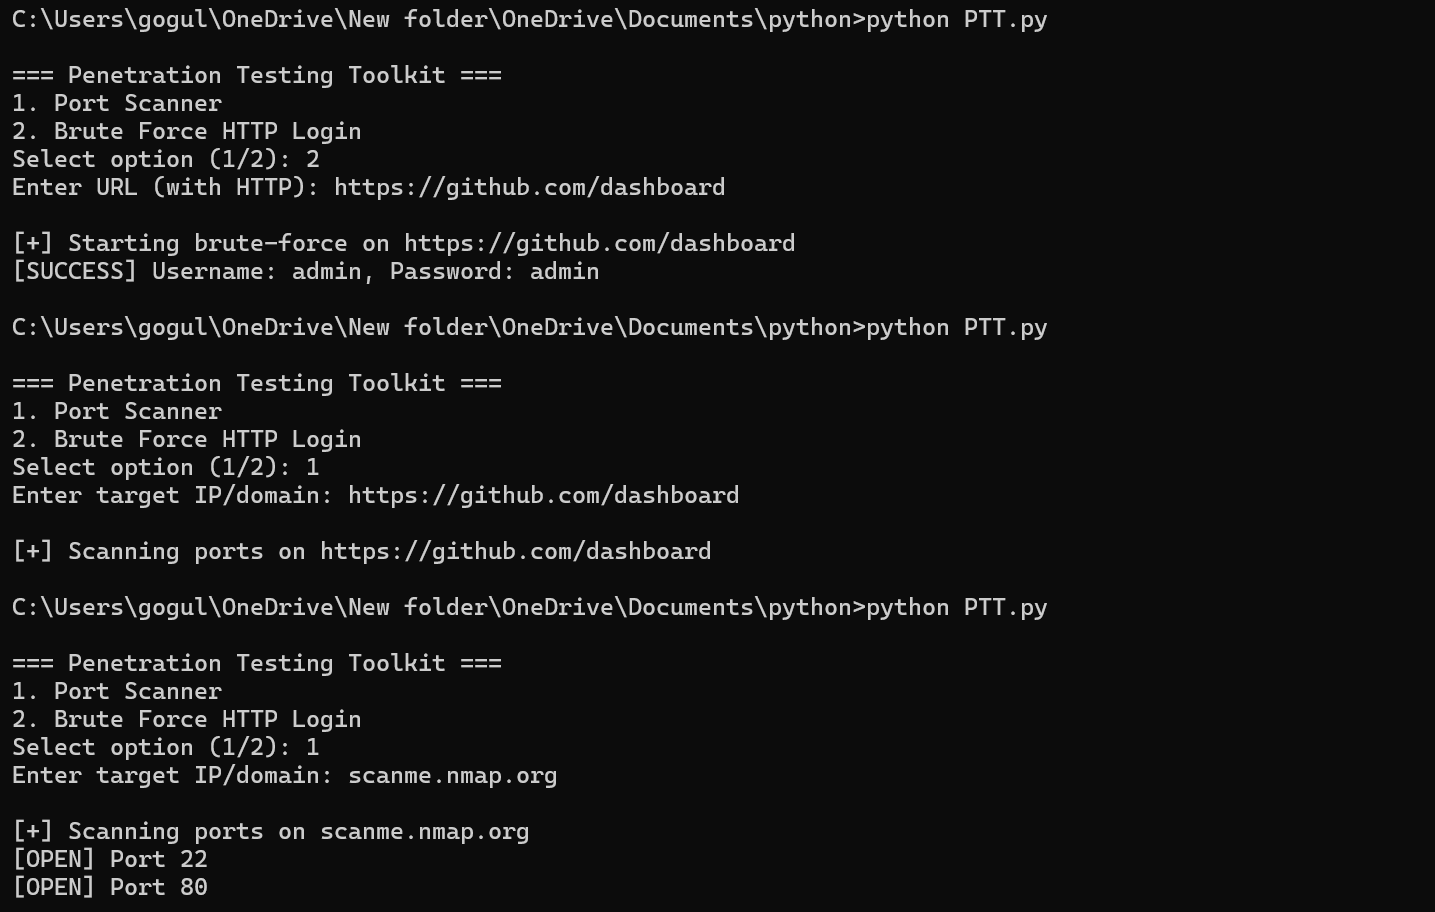 C:\Users\gogul\OneDrive\New folder\OneDrive\Documents\python>python PTT.py
=== Penetration Testing Toolkit ===
1. Port Scanner
2. Brute Force HTTP Login
Select option (1/2): 2
Enter URL (with HTTP): https://github.com/dashboard
[+] Starting brute-force on https://github.com/dashboard
[SUCCESS] Username: admin, Password: admin
C:\Users\gogul\OneDrive\New folder\OneDrive\Documents\python>python PTT.py
=== Penetration Testing Toolkit ===
1. Port Scanner
2. Brute Force HTTP Login
Select option (1/2): 1
Enter target IP/domain: https://github.com/dashboard
[+] Scanning ports on https://github.com/dashboard
C:\Users\gogul\OneDrive\New folder\OneDrive\Documents\python>python PTT.py
=== Penetration Testing Toolkit ===
1. Port Scanner
2. Brute Force HTTP Login
Select option (1/2): 1
Enter target IP/domain: scanme.nmap.org
[+] Scanning ports on scanme.nmap.org
[OPEN] Port 22
[OPEN] Port 80